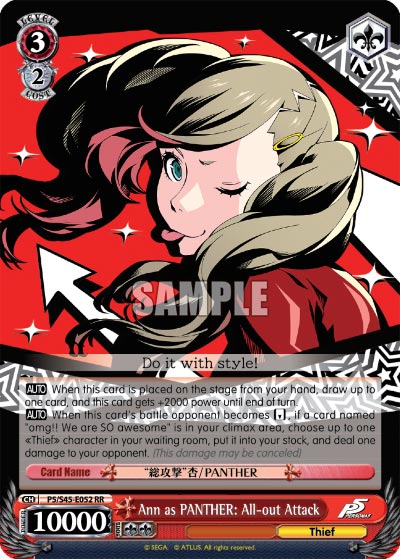 LEVEL
3
2
COST
SAMPLE
Do it with style!
AUTO When this card is placed on the stage from your hand, draw up to
one card, and this card gets +2000 power until end of turn.
AUTO When this card's battle opponent becomes [▼], if a card named
"omg!! We are SO awesome" is in your climax area, choose up to one
«Thief» character in your waiting room, put it into your stock, and deal one
damage to your opponent. (This damage may be canceled)
Card Name
“総攻撃”杏/PANTHER
CH
P5/S45-E052 RR
Ann as PANTHER: All-out Attack
P5
PERSONA5
POWER
10000
SOUL
Thief
© SEGA. © ATLUS. All rights reserved.